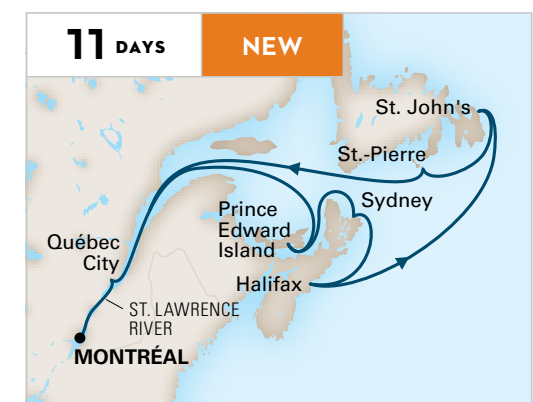 11 DAYS
NEW
St. John's
St.-Pierre
Sydney
Prince
Edward
Island
Québec
City
Halifax
ST. LAWRENCE
RIVER
MONTRÉAL